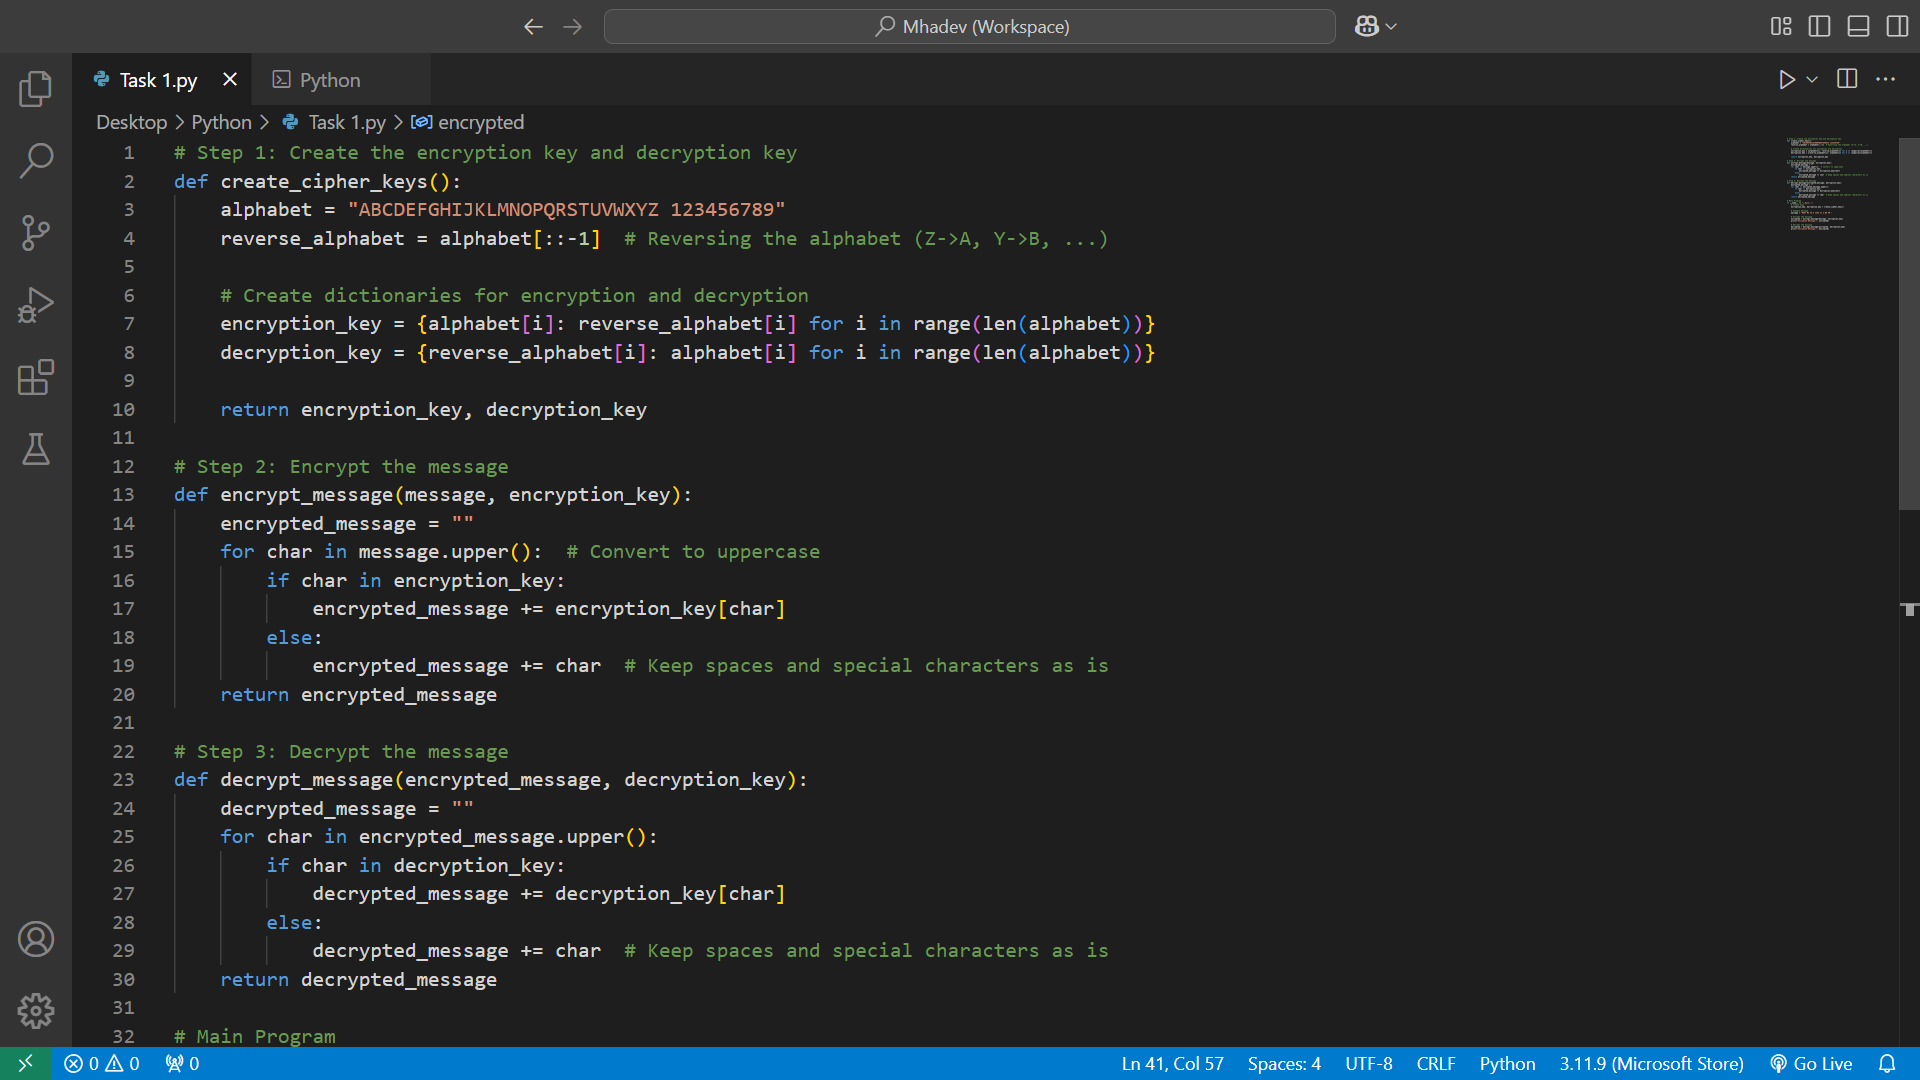 Mhadev (Workspace)
Task 1.py
Python
Desktop > Python > Task 1.py > encrypted
1 # Step 1: Create the encryption key and decryption key
2 def create_cipher_keys():
3     alphabet = "ABCDEFGHIJKLMNOPQRSTUVWXYZ 123456789"
4     reverse_alphabet = alphabet[::-1]  # Reversing the alphabet (Z->A, Y->B, ...)
5
6     # Create dictionaries for encryption and decryption
7     encryption_key = {alphabet[i]: reverse_alphabet[i] for i in range(len(alphabet))}
8     decryption_key = {reverse_alphabet[i]: alphabet[i] for i in range(len(alphabet))}
9
10     return encryption_key, decryption_key
11
12 # Step 2: Encrypt the message
13 def encrypt_message(message, encryption_key):
14     encrypted_message = ""
15     for char in message.upper():  # Convert to uppercase
16         if char in encryption_key:
17             encrypted_message += encryption_key[char]
18         else:
19             encrypted_message += char  # Keep spaces and special characters as is
20     return encrypted_message
21
22 # Step 3: Decrypt the message
23 def decrypt_message(encrypted_message, decryption_key):
24     decrypted_message = ""
25     for char in encrypted_message.upper():
26         if char in decryption_key:
27             decrypted_message += decryption_key[char]
28         else:
29             decrypted_message += char  # Keep spaces and special characters as is
30     return decrypted_message
31
32 # Main Program
0 0 0 Ln 41, Col 57 Spaces: 4 UTF-8 CRLF Python 3.11.9 (Microsoft Store) Go Live